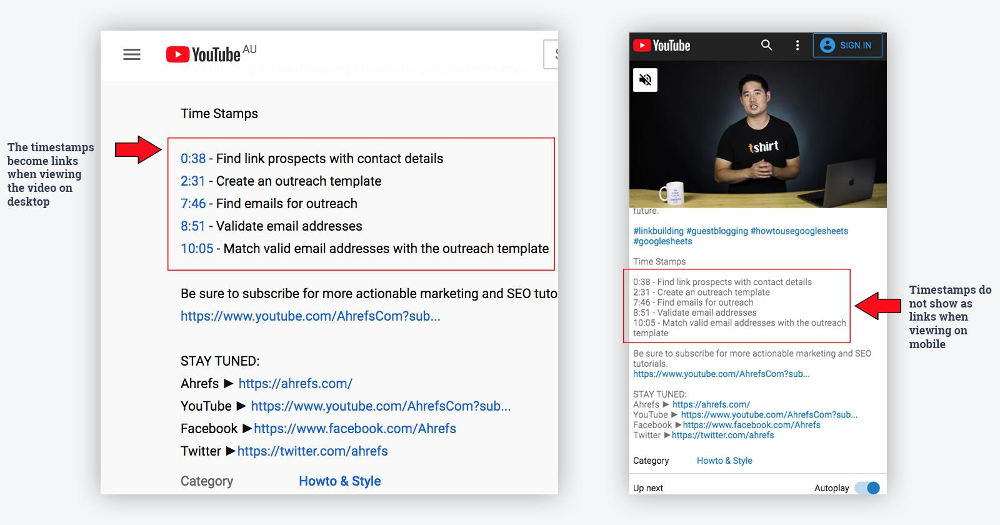 The timestamps
become links
when viewing
the video on
desktop
YouTube AU
#linkbuilding #guestblogging #howtousegooglesheets
Time Stamps
0:38 - Find link prospects with contact details
2:31 - Create an outreach template
7:46 - Find emails for outreach
8:51 - Validate email addresses
10:05 - Match valid email addresses with the outreach template
Be sure to subscribe for more actionable marketing and SEO tuto
https://www.youtube.com/AhrefsCom?sub...
STAY TUNED:
Ahrefs ► https://ahrefs.com/
YouTube ► https://www.youtube.com/AhrefsCom?sub...
Facebook ►https://www.facebook.com/Ahrefs
Twitter ►https://twitter.com/ahrefs
Category Howto & Style
YouTube SIGN IN
tshirt
future.
#linkbuilding #guestblogging #howtousegooglesheets
#googlesheets
Time Stamps
0:38 - Find link prospects with contact details
2:31 - Create an outreach template
7:46 - Find emails for outreach
8:51 - Validate email addresses
10:05 - Match valid email addresses with the outreach
template
Be sure to subscribe for more actionable marketing and SEO
tutorials.
https://www.youtube.com/AhrefsCom?sub...
STAY TUNED:
Ahrefs ► https://ahrefs.com/
YouTube ► https://www.youtube.com/AhrefsCom?sub...
Facebook ►https://www.facebook.com/Ahrefs
Twitter ►https://twitter.com/ahrefs
Category Howto & Style
Up next Autoplay
Timestamps do
not show as
links when
viewing on
mobile